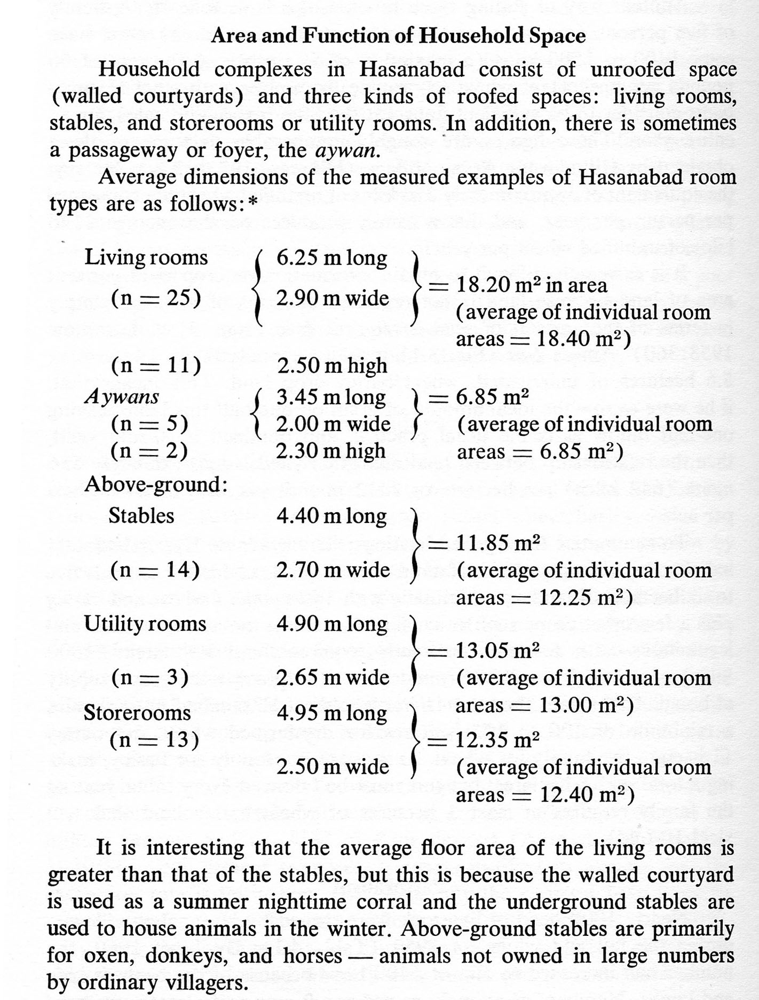 Area and Function of Household Space
Household complexes in Hasanabad consist of unroofed space
(walled courtyards) and three kinds of roofed spaces: living rooms,
stables, and storerooms or utility rooms. In addition, there is sometimes
a passageway or foyer, the aywan.
Average dimensions of the measured examples of Hasanabad room
types are as follows:*
Living rooms { 6.25 m long }
= 18.20 m² in area
(n = 25) 2.90 m wide
(average of individual room
areas = 18.40 m²)
(n = 11) 2.50 m high
Aywans { 3.45 m long } = 6.85 m²
(n = 5) 2.00 m wide (average of individual room
(n = 2) 2.30 m high areas = 6.85 m²)
Above-ground:
Stables 4.40 m long }
= 11.85 m²
(n = 14) 2.70 m wide (average of individual room
areas = 12.25 m²)
Utility rooms 4.90 m long }
= 13.05 m²
(n = 3) 2.65 m wide (average of individual room
areas = 13.00 m²)
Storerooms 4.95 m long }
(n = 13) = 12.35 m²
2.50 m wide (average of individual room
areas = 12.40 m²)
It is interesting that the average floor area of the living rooms is
greater than that of the stables, but this is because the walled courtyard
is used as a summer nighttime corral and the underground stables are
used to house animals in the winter. Above-ground stables are primarily
for oxen, donkeys, and horses — animals not owned in large numbers
by ordinary villagers.